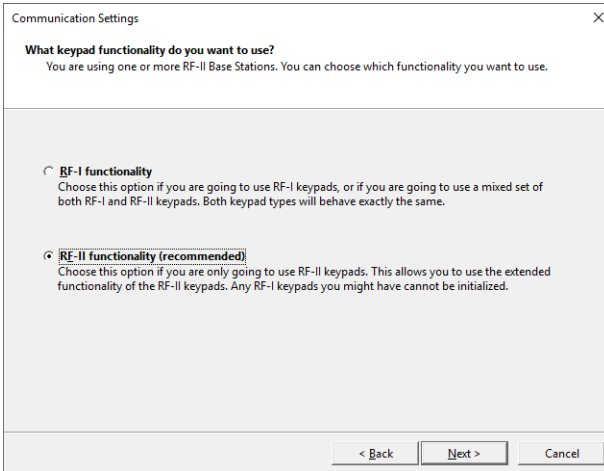 Communication Settings
What keypad functionality do you want to use?
You are using one or more RF-II Base Stations. You can choose which functionality you want to use.
RF-I functionality
Choose this option if you are going to use RF-I keypads, or if you are going to use a mixed set of
both RF-I and RF-II keypads. Both keypad types will behave exactly the same.
RF-II functionality (recommended)
Choose this option if you are only going to use RF-II keypads. This allows you to use the extended
functionality of the RF-II keypads. Any RF-I keypads you might have cannot be initialized.
< Back Next > Cancel